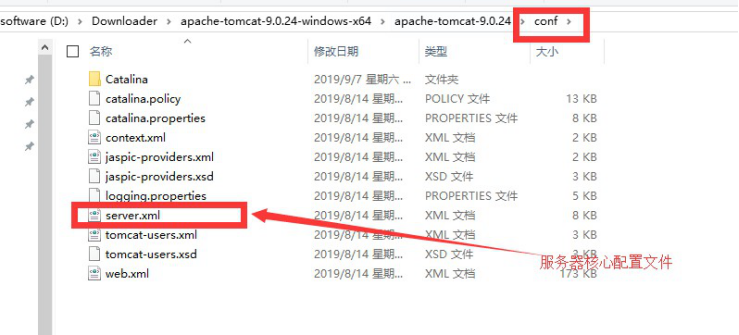 software (D:) > Downloader > apache-tomcat-9.0.24-windows-x64 > apache-tomcat-9.0.24 > conf >
名称 修改日期 类型 大小
Catalina 2019/9/7 星期六 ... 文件夹
catalina.policy 2019/8/14 星期... POLICY 文件 13 KB
catalina.properties 2019/8/14 星期... PROPERTIES 文件 8 KB
context.xml 2019/8/14 星期... XML 文档 2 KB
jaspic-providers.xml 2019/8/14 星期... XML 文档 2 KB
jaspic-providers.xsd 2019/8/14 星期... XSD 文件 3 KB
logging.properties 2019/8/14 星期... PROPERTIES 文件 5 KB
server.xml 2019/8/14 星期... XML 文档 8 KB
tomcat-users.xml 2019/8/14 星期... XML 文档 3 KB
tomcat-users.xsd 2019/8/14 星期... XSD 文件 3 KB
服务器核心配置文件
web.xml 2019/8/14 星期... XML 文档 173 KB